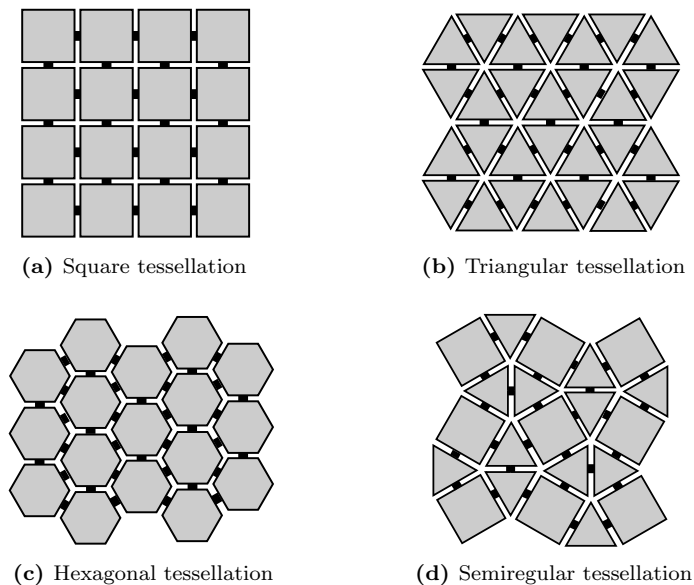 (a) Square tessellation
(b) Triangular tessellation
(c) Hexagonal tessellation
(d) Semiregular tessellation